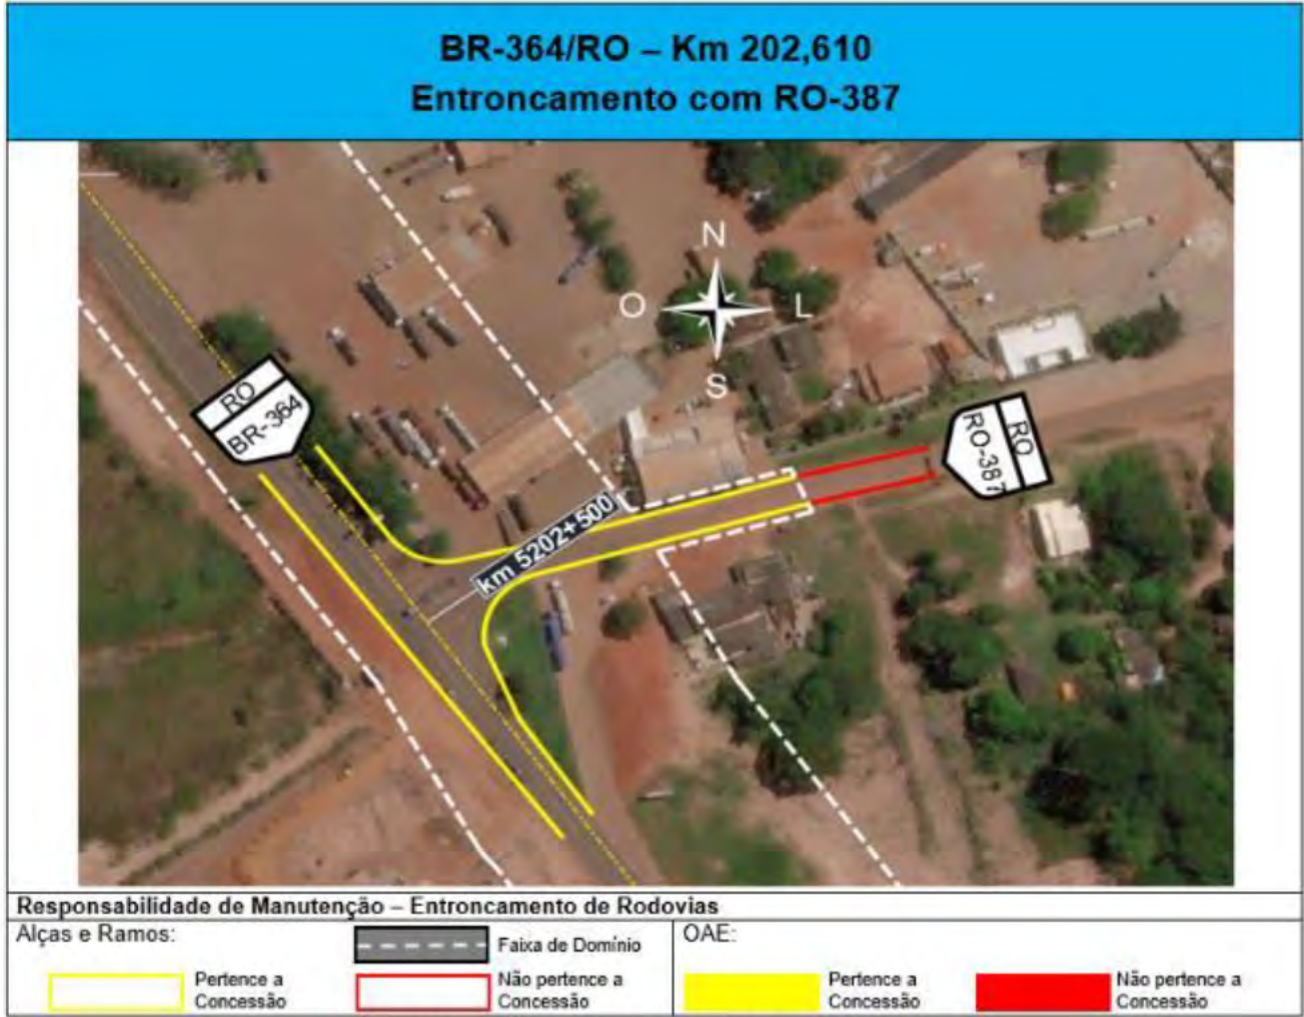 BR-364/RO – Km 202,610
Entroncamento com RO-387
N
O
L
S
RO
BR-364
RO
RO-387
km 5202+500
Responsabilidade de Manutenção – Entroncamento de Rodovias
Alças e Ramos:
Faixa de Domínio
OAE:
Pertence a
Concessão
Não pertence a
Concessão
Pertence a
Concessão
Não pertence a
Concessão